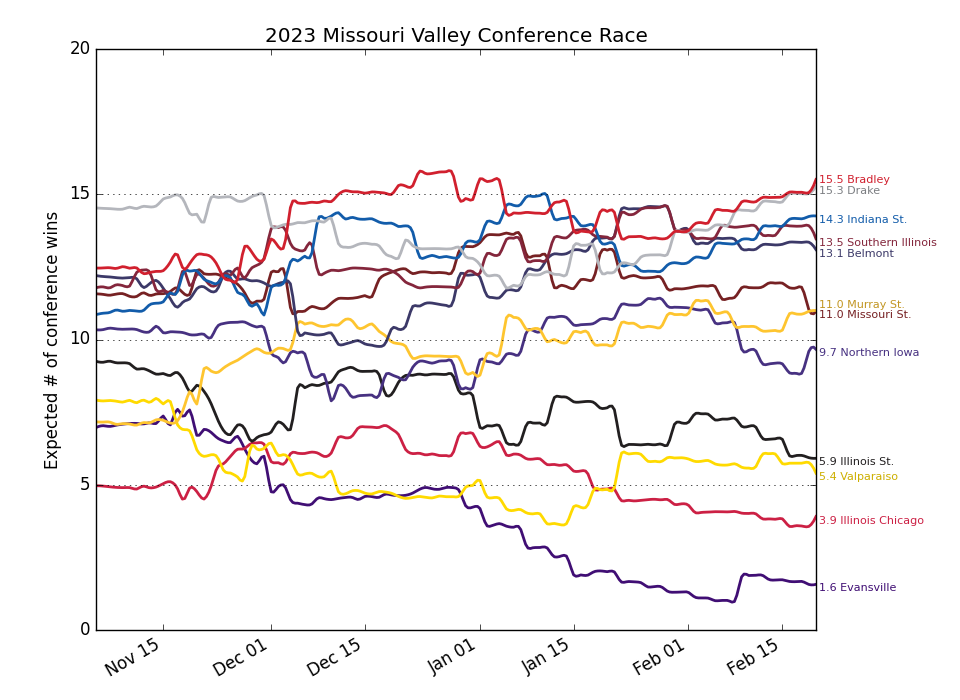 2023 Missouri Valley Conference Race
Expected # of conference wins
20
15
10
5
0
15.5 Bradley
15.3 Drake
14.3 Indiana St.
13.5 Southern Illinois
13.1 Belmont
11.0 Murray St.
11.0 Missouri St.
9.7 Northern Iowa
5.9 Illinois St.
5.4 Valparaiso
3.9 Illinois Chicago
1.6 Evansville
Nov 15
Dec 01
Dec 15
Jan 01
Jan 15
Feb 01
Feb 15